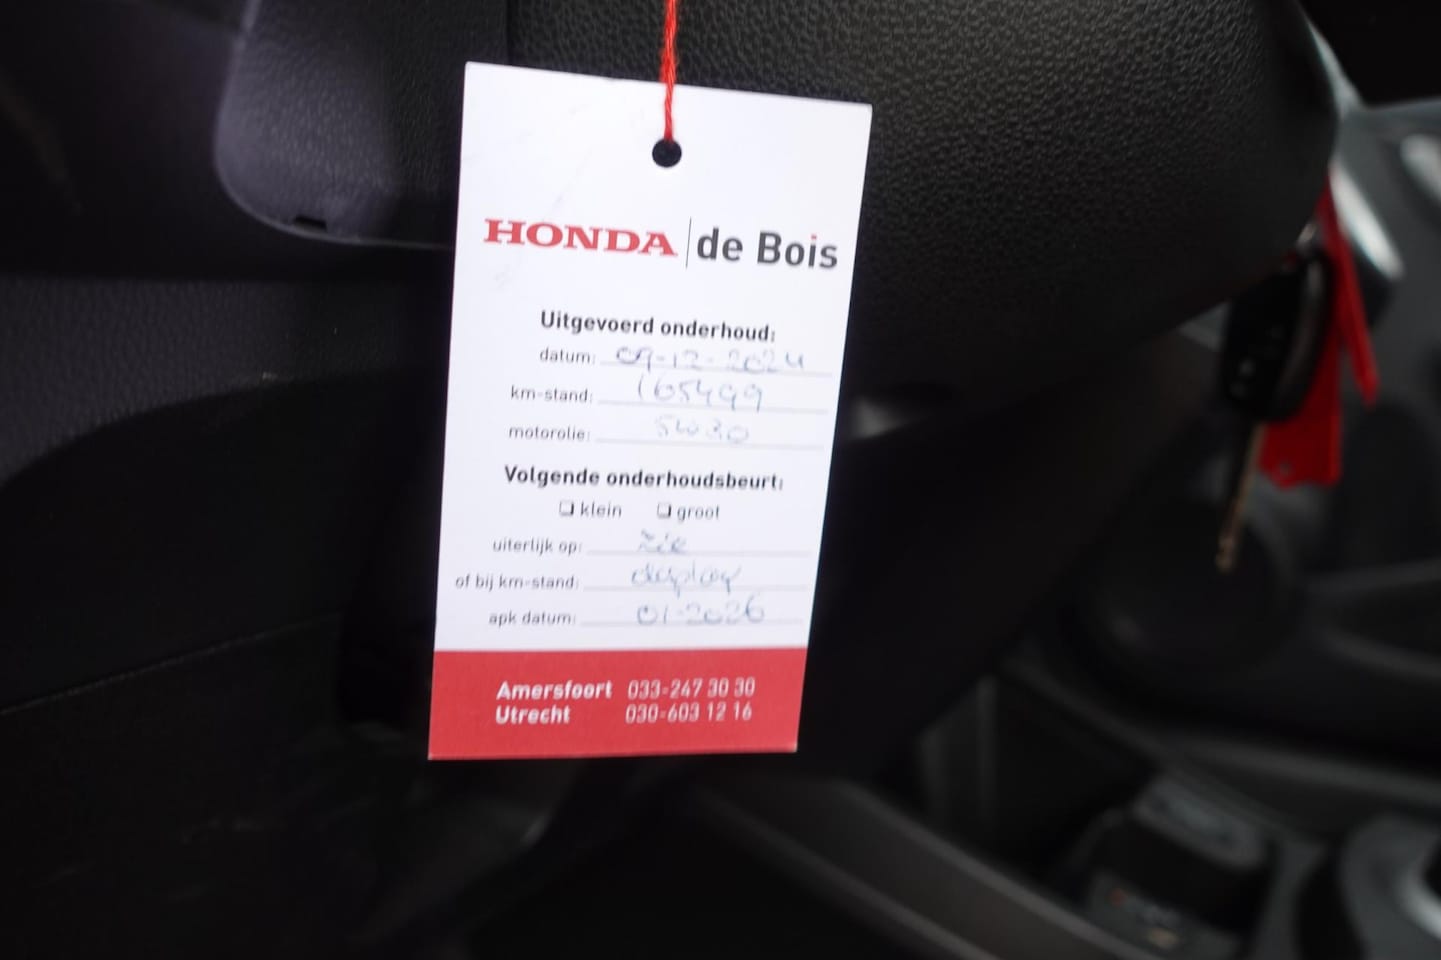 HONDA de Bois
Uitgevoerd onderhoud:
datum: 09-12-2024
km-stand: 165499
motorolie: 5W30
Volgende onderhoudsbeurt:
klein groot
uiterlijk op: Zie
of bij km-stand: display
apk datum: 01-2026
Amersfoort 033-247 30 30
Utrecht 030-603 12 16